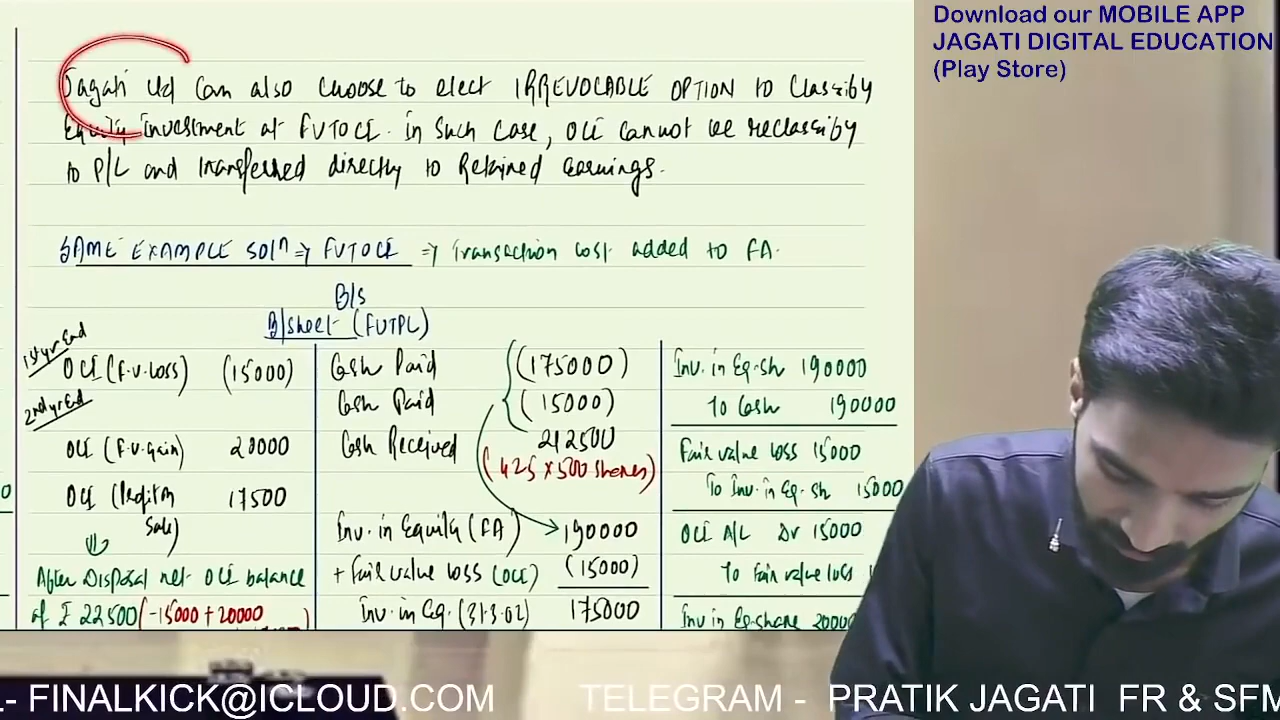 Download our MOBILE APP
JAGATI DIGITAL EDUCATION
(Play Store)
Jagati Ltd Can also choose to elect IRREVOCABLE OPTION to Classify
Equity Investment at FVTOCI. In such case, OCI cannot be reclassify
to P/L and transferred directly to Retained earnings.
SAME EXAMPLE SOLⁿ ⇒ FVTOCI ⇒ Transaction cost added to FA.
B/s
B/sheet (FVTPL)
1st yr End
OCI (F.V. Loss) (15000)
2nd yr End
OCI (F.V. Gain) 20000
OCI (Profit on Sale) 17500
After Disposal net OCI balance
of ₹ 22500 (-15000 + 20000
Cash Paid (175000)
Cash Paid (15000)
Cash Received 212500
(425 × 500 shares)
Inv. in Equity (FA) 190000
+ Fair value loss (OCI) (15000)
Inv. in Eq. (31.3.02) 175000
Inv. in Eq. sh 190000
To Cash 190000
Fair value loss 15000
To Inv. in Eq. sh 15000
OCI A/L Dr 15000
To Fair value loss
Inv in Eq. share 20000
FINALKICK@ICLOUD.COM TELEGRAM - PRATIK JAGATI FR & SFM